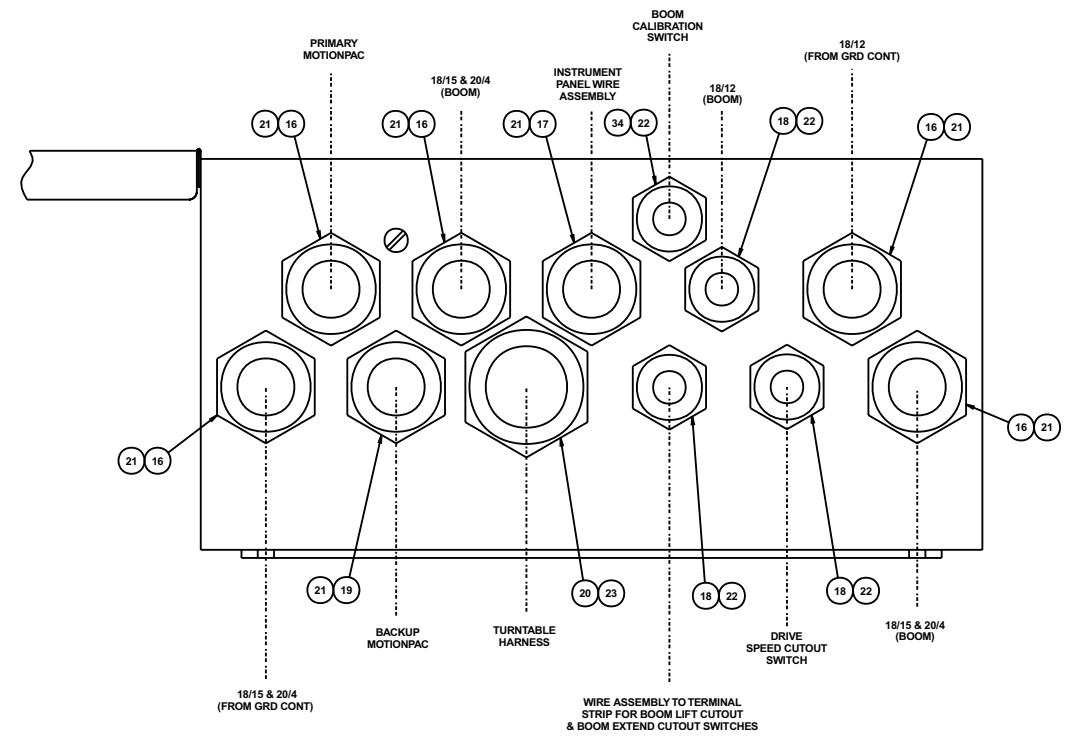 BOOM
CALIBRATION
SWITCH
PRIMARY
MOTIONPAC
18/12
(FROM GRD CONT)
18/15 & 20/4
(BOOM)
INSTRUMENT
PANEL WIRE
ASSEMBLY
18/12
(BOOM)
21 16
21 16
21 17
34 22
18 22
16 21
21 16
16 21
21 19
20 23
18 22
18 22
BACKUP
MOTIONPAC
TURNTABLE
HARNESS
DRIVE
SPEED CUTOUT
SWITCH
18/15 & 20/4
(BOOM)
18/15 & 20/4
(FROM GRD CONT)
WIRE ASSEMBLY TO TERMINAL
STRIP FOR BOOM LIFT CUTOUT
& BOOM EXTEND CUTOUT SWITCHES